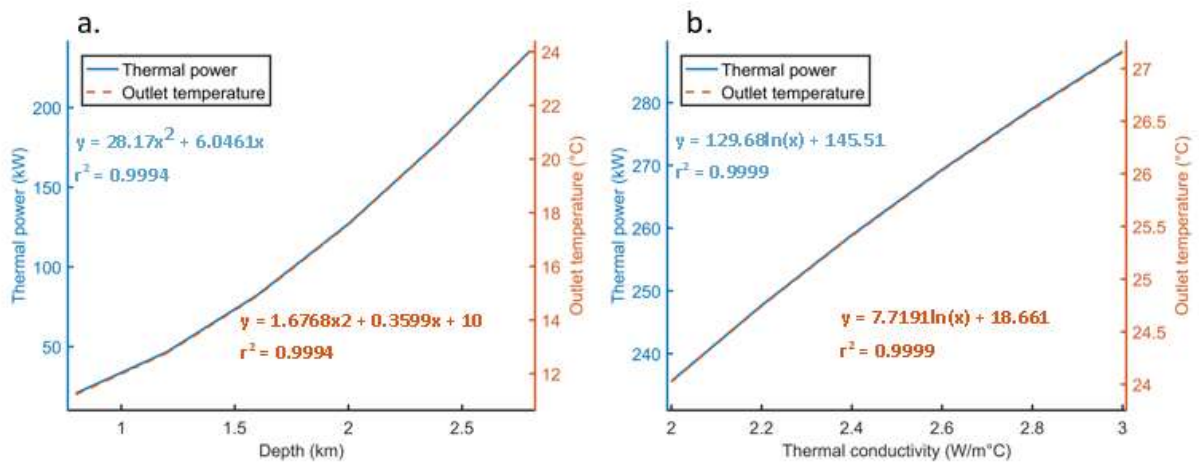 a.
Thermal power
Outlet temperature
y = 28.17x² + 6.0461x
r² = 0.9994
y = 1.6768x2 + 0.3599x + 10
r² = 0.9994
Thermal power (kW)
200
150
100
50
24
22
20
18
16
14
12
Outlet temperature (°C)
1
1.5
2
2.5
Depth (km)
b.
Thermal power
Outlet temperature
y = 129.68ln(x) + 145.51
r² = 0.9999
y = 7.7191ln(x) + 18.661
r² = 0.9999
Thermal power (kW)
280
270
260
250
240
27
26.5
26
25.5
25
24.5
24
Outlet temperature (°C)
2
2.2
2.4
2.6
2.8
3
Thermal conductivity (W/m°C)